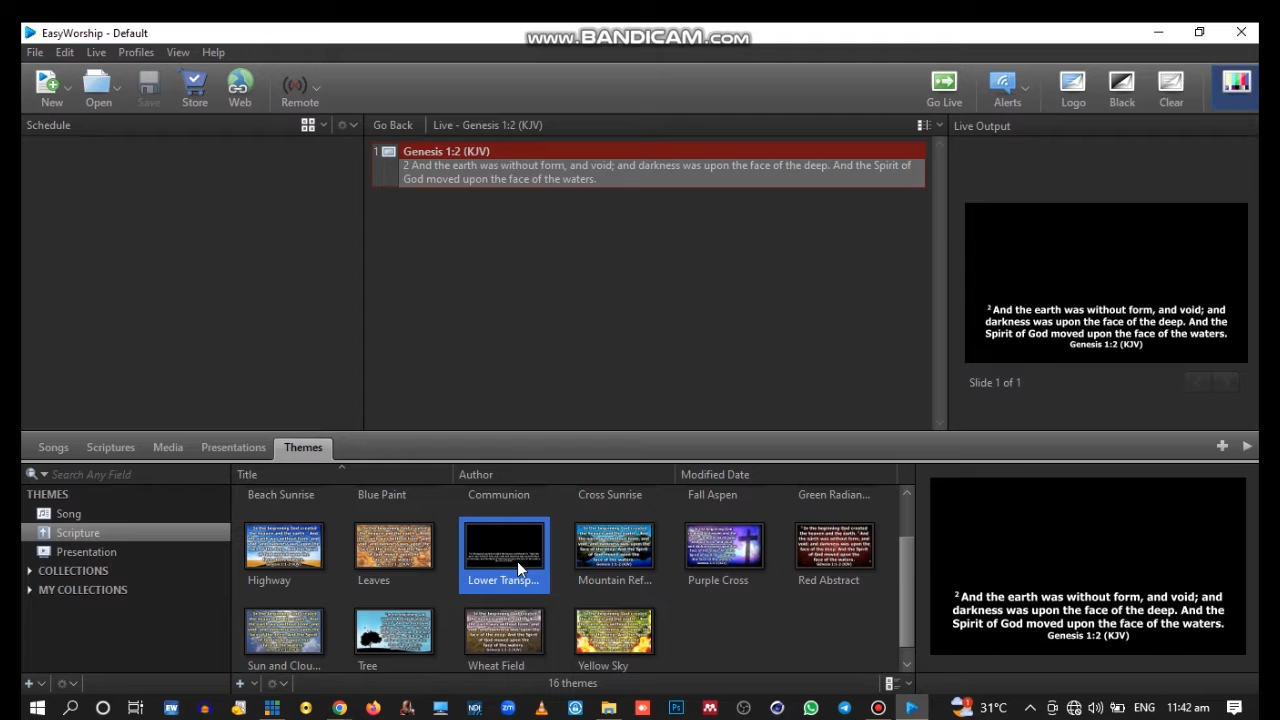 EasyWorship - Default
www.BANDICAM.com
File Edit Live Profiles View Help
New Open Save Store Web Remote Go Live Alerts Logo Black Clear
Schedule
Go Back Live - Genesis 1:2 (KJV)
Live Output
1 Genesis 1:2 (KJV)
2 And the earth was without form, and void; and darkness was upon the face of the deep. And the Spirit of
God moved upon the face of the waters.
2 And the earth was without form, and void; and
darkness was upon the face of the deep. And the
Spirit of God moved upon the face of the waters.
Genesis 1:2 (KJV)
Slide 1 of 1
Songs Scriptures Media Presentations Themes
Search Any Field
Title Author Modified Date
THEMES
Song
Scripture
Presentation
COLLECTIONS
MY COLLECTIONS
Beach Sunrise Blue Paint Communion Cross Sunrise Fall Aspen Green Radian...
Highway Leaves Lower Transp... Mountain Ref... Purple Cross Red Abstract
Sun and Clou... Tree Wheat Field Yellow Sky
2 And the earth was without form, and void; and
darkness was upon the face of the deep. And the
Spirit of God moved upon the face of the waters.
Genesis 1:2 (KJV)
16 themes
31°C ENG 11:42 am